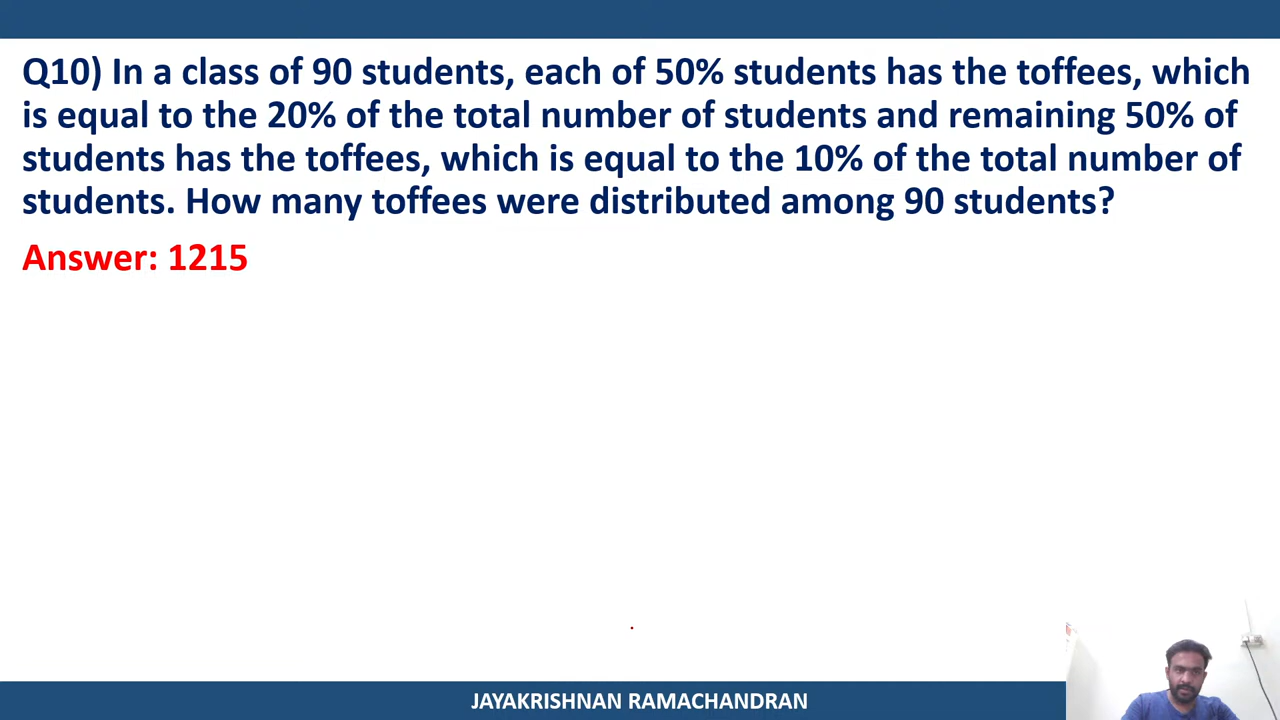 Q10) In a class of 90 students, each of 50% students has the toffees, which
is equal to the 20% of the total number of students and remaining 50% of
students has the toffees, which is equal to the 10% of the total number of
students. How many toffees were distributed among 90 students?
Answer: 1215
JAYAKRISHNAN RAMACHANDRAN